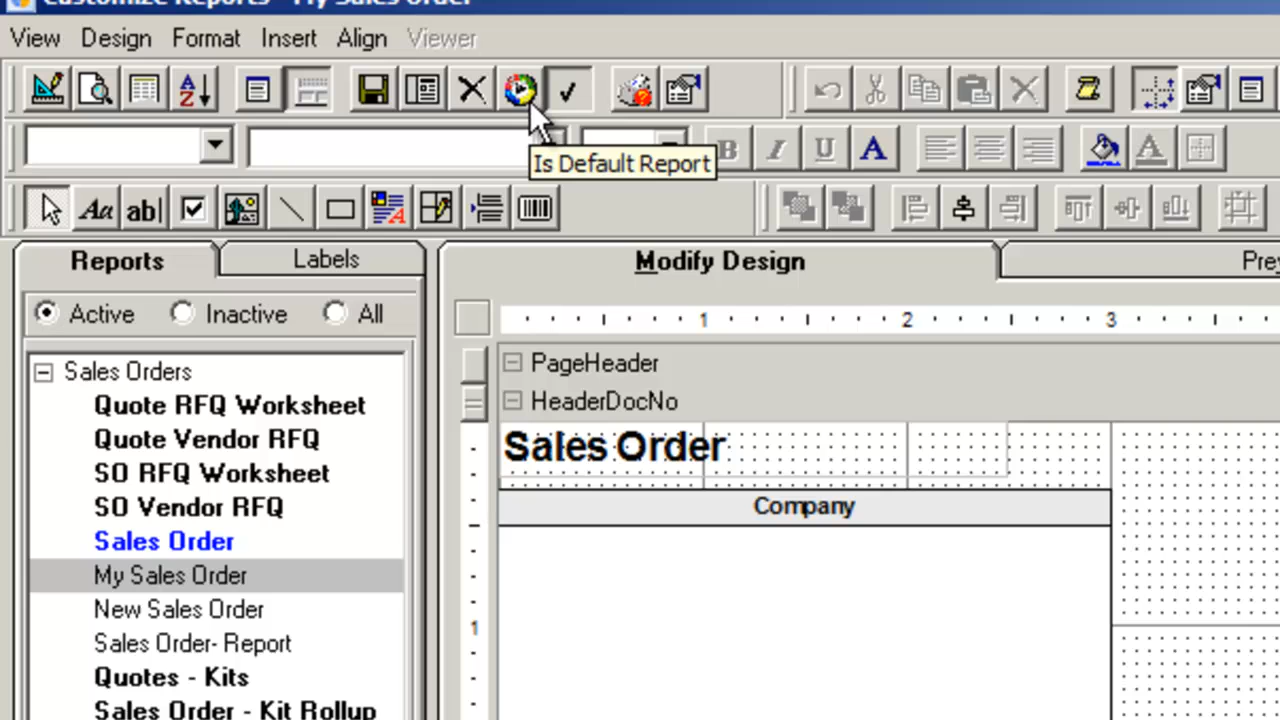 Customize Reports - My Sales Order
View Design Format Insert Align Viewer
B I U A A
Is Default Report
Aa ab|
Reports Labels
Modify Design
Active Inactive All
1 2 3
Sales Orders
PageHeader
Quote RFQ Worksheet
HeaderDocNo
Quote Vendor RFQ
Sales Order
SO RFQ Worksheet
SO Vendor RFQ
Company
Sales Order
My Sales Order
New Sales Order
1
Sales Order- Report
Quotes - Kits
Sales Order - Kit Rollup